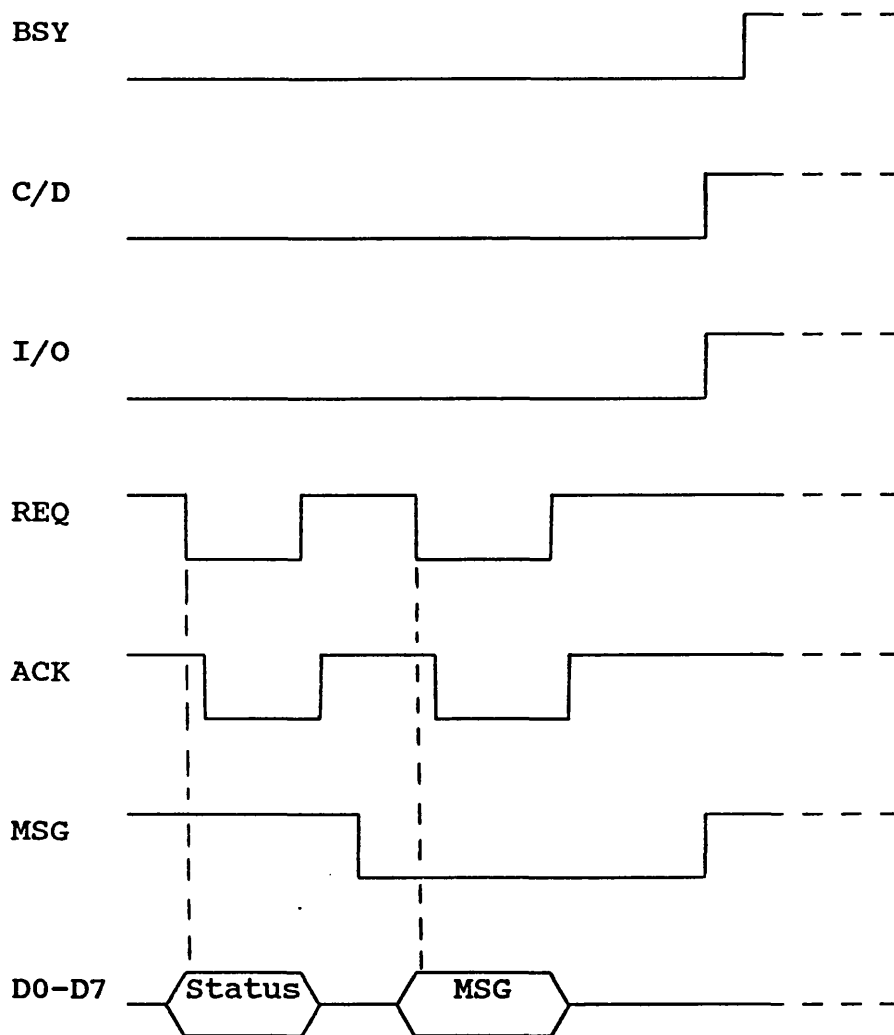 BSY
C/D
I/O
REQ
ACK
MSG
D0-D7 Status MSG